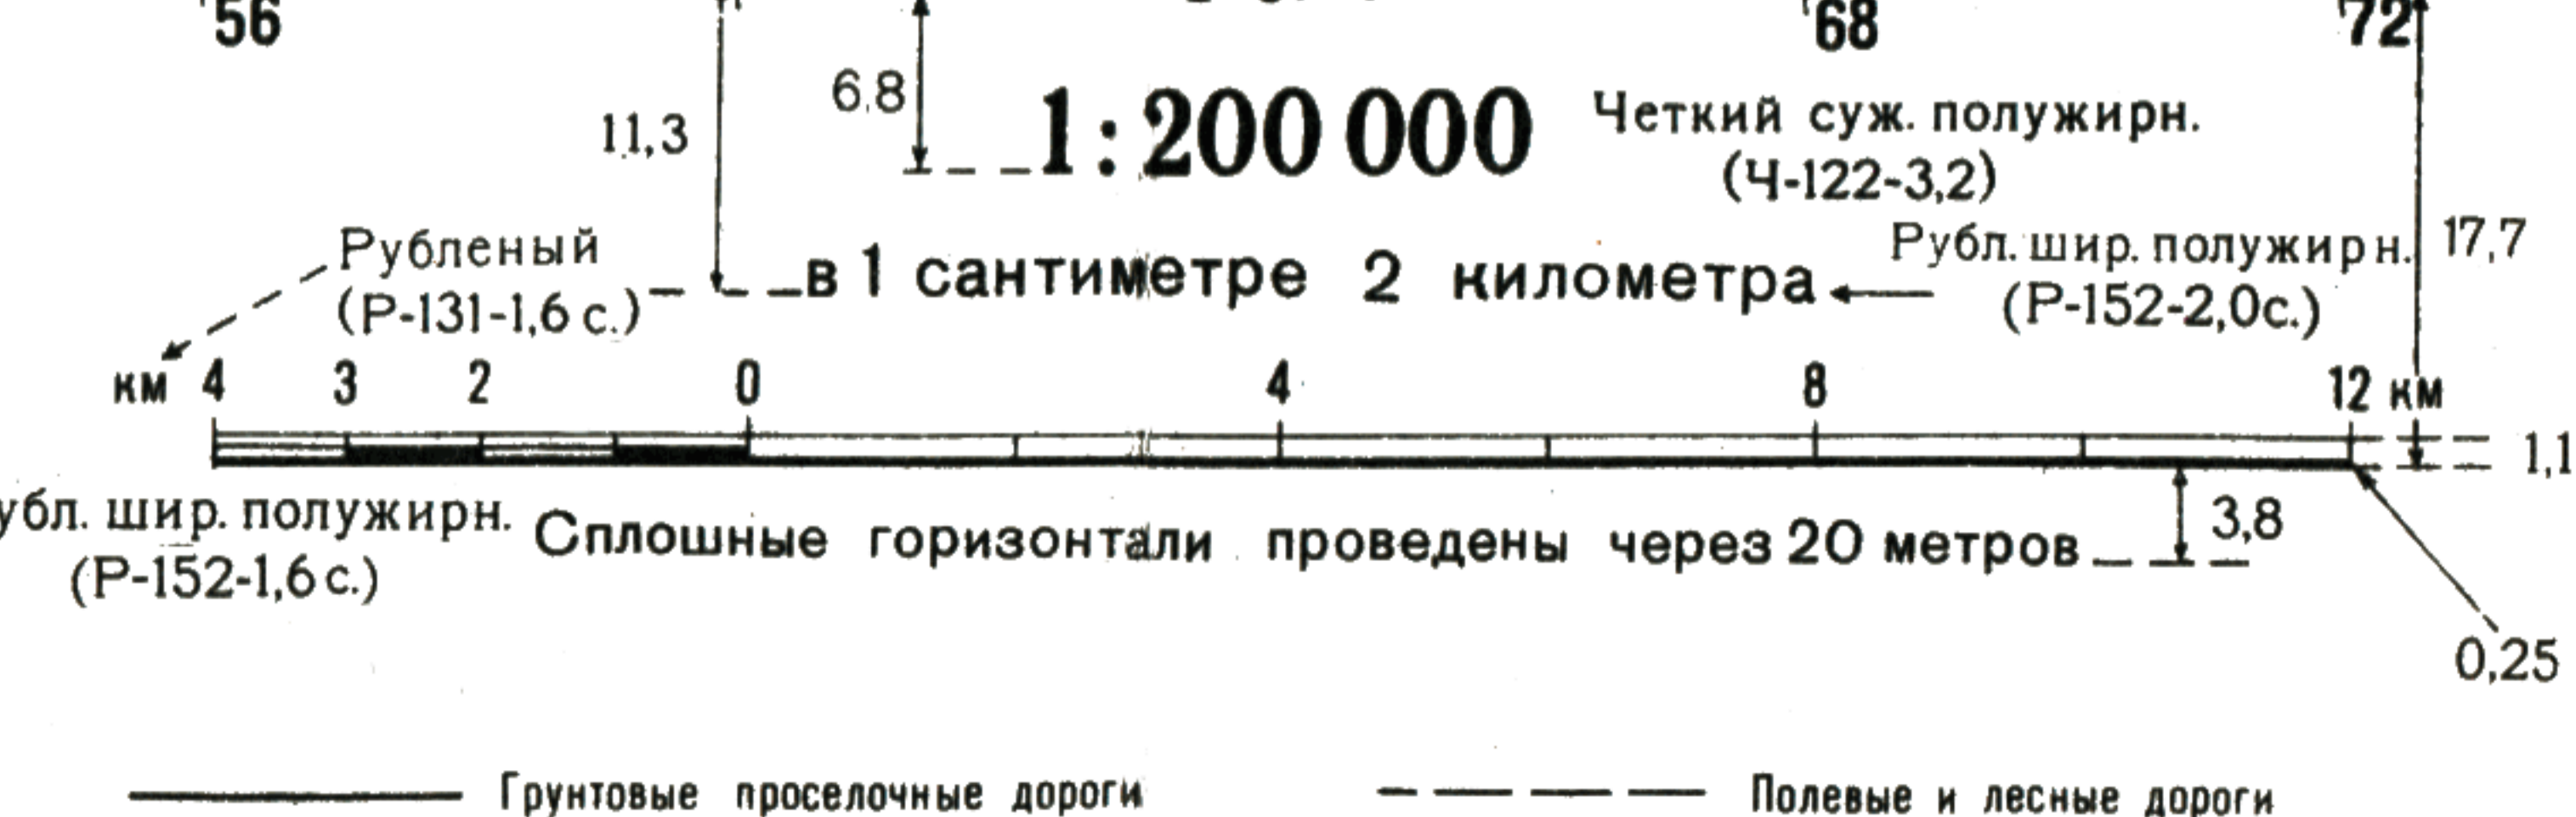 56 68 72
6,8
11,3
1:200 000 Четкий суж. полужирн.
(Ч-122-3,2)
Рубленый
(Р-131-1,6 с.)
в 1 сантиметре 2 километра
Рубл. шир. полужирн.
(Р-152-2,0с.)
17,7
км 4 3 2 0 4 8 12 км
1,1
убл. шир. полужирн.
(Р-152-1,6 с.)
Сплошные горизонтали проведены через 20 метров
3,8
0,25
Грунтовые проселочные дороги Полевые и лесные дороги